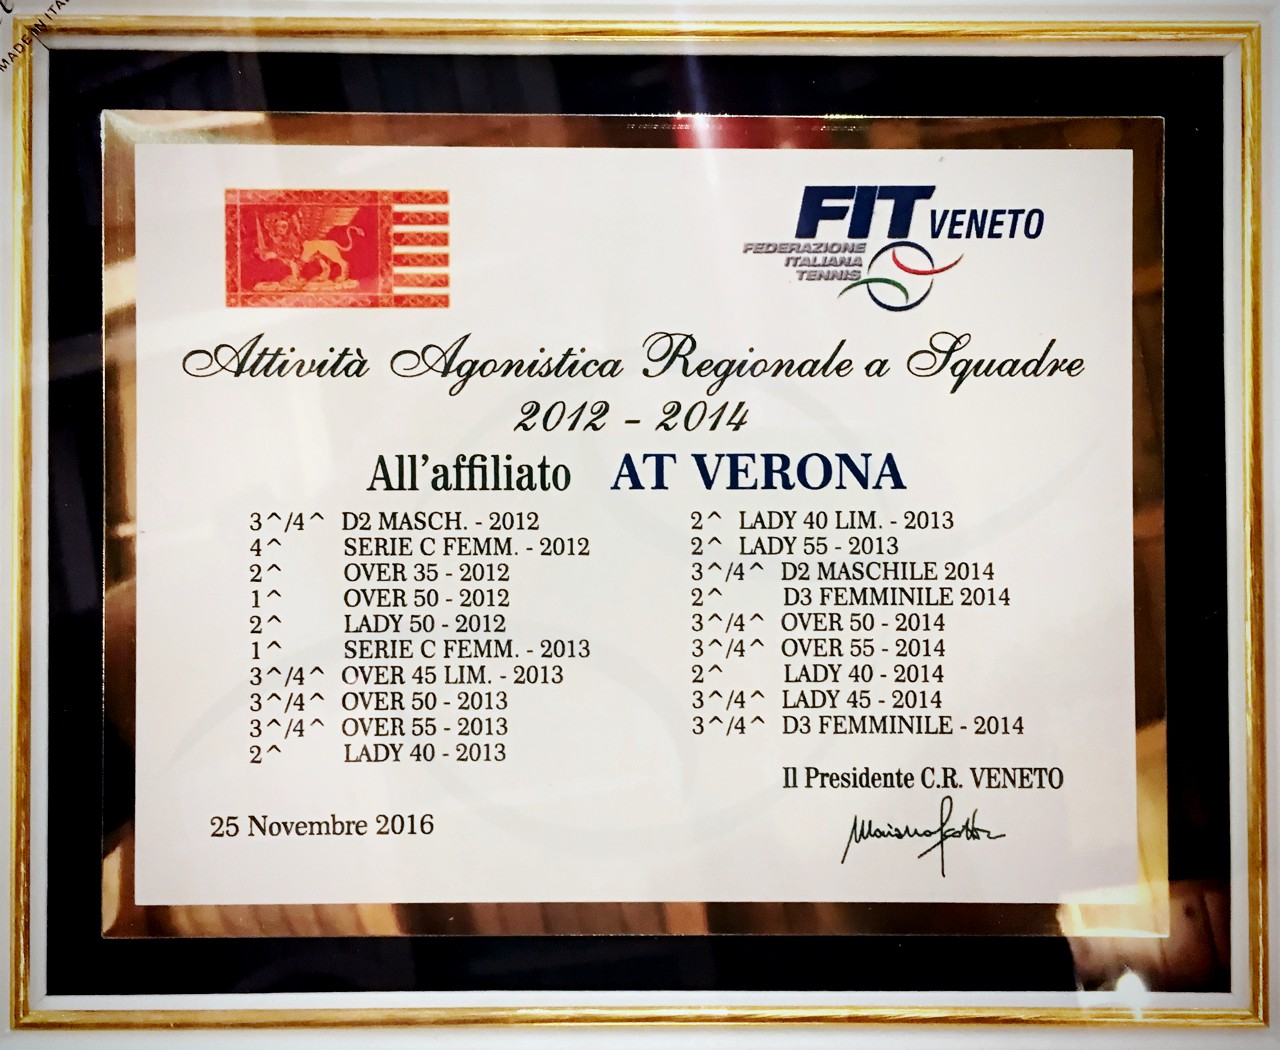 MADE IN ITA
FIT VENETO
FEDERAZIONE
ITALIANA
TENNIS
Attività Agonistica Regionale a Squadre
2012 - 2014
All'affiliato AT VERONA
3^/4^ D2 MASCH. - 2012
4^ SERIE C FEMM. - 2012
2^ OVER 35 - 2012
1^ OVER 50 - 2012
2^ LADY 50 - 2012
1^ SERIE C FEMM. - 2013
3^/4^ OVER 45 LIM. - 2013
3^/4^ OVER 50 - 2013
3^/4^ OVER 55 - 2013
2^ LADY 40 - 2013
2^ LADY 40 LIM. - 2013
2^ LADY 55 - 2013
3^/4^ D2 MASCHILE 2014
2^ D3 FEMMINILE 2014
3^/4^ OVER 50 - 2014
3^/4^ OVER 55 - 2014
2^ LADY 40 - 2014
3^/4^ LADY 45 - 2014
3^/4^ D3 FEMMINILE - 2014
Il Presidente C.R. VENETO
25 Novembre 2016